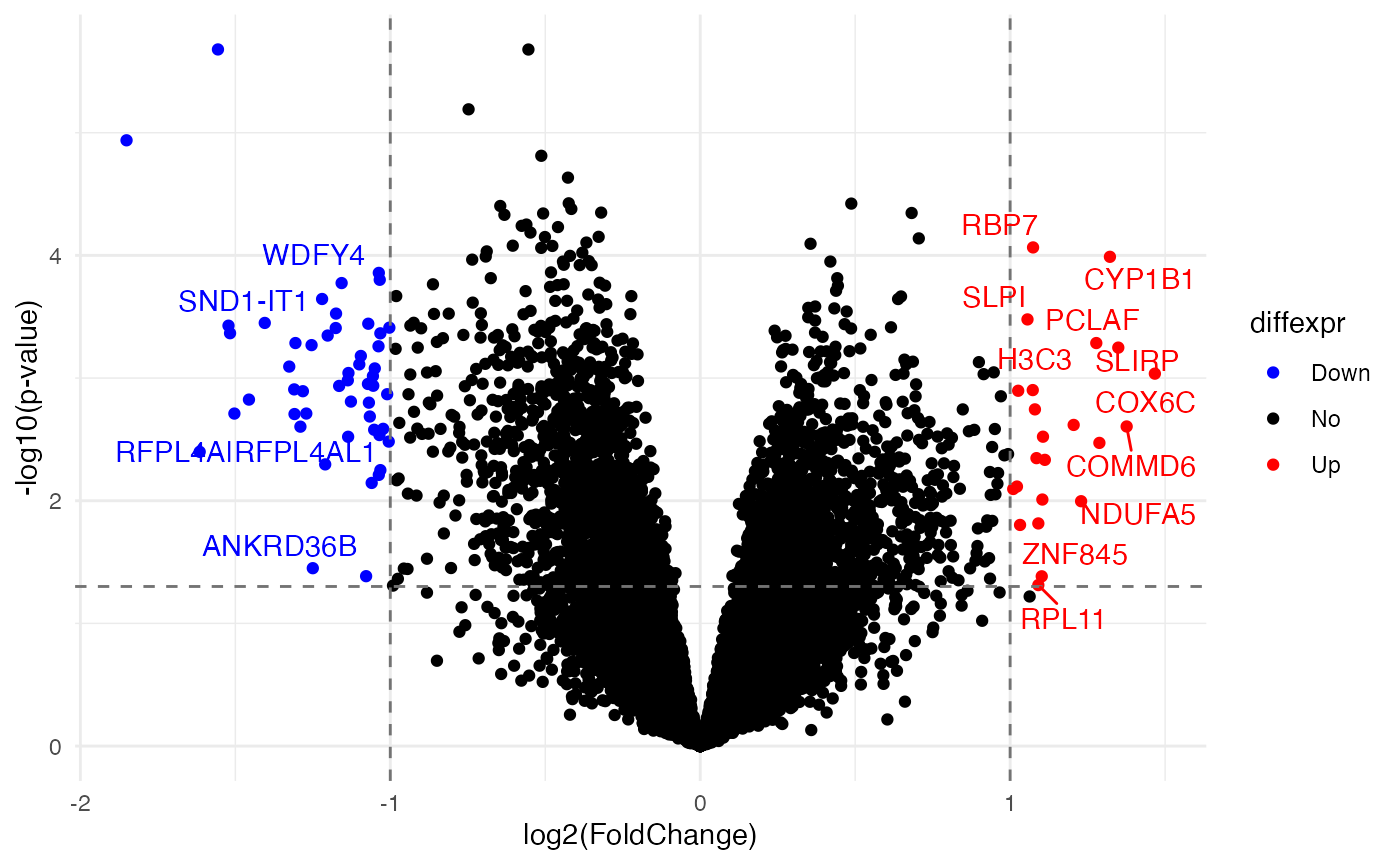 RBP7
WDFY4
CYP1B1
SND1-IT1
SLPI
PCLAF
H3C3
SLIRP
COX6C
RFPL4AIRFPL4AL1
COMMD6
NDUFA5
ANKRD36B
ZNF845
RPL11
4
2
0
-2
-1
0
1
log2(FoldChange)
-log10(p-value)
diffexpr
Down
No
Up